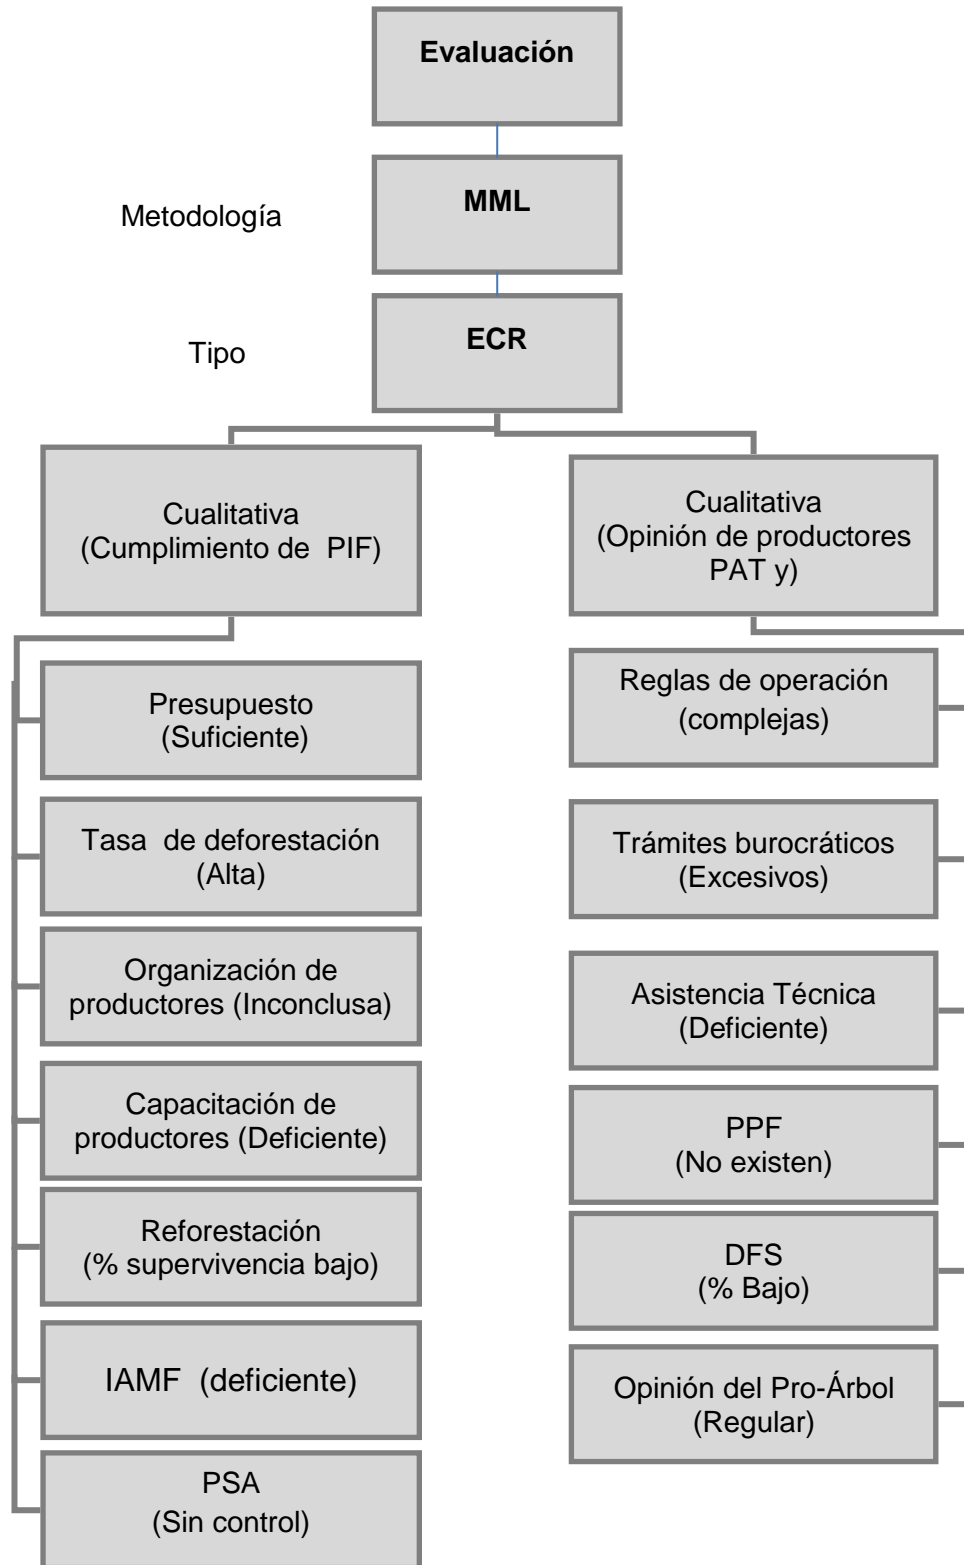 Evaluación
Metodología
MML
Tipo
ECR
Cualitativa
(Cumplimiento de PIF)
Presupuesto
(Suficiente)
Tasa de deforestación
(Alta)
Organización de
productores (Inconclusa)
Capacitación de
productores (Deficiente)
Reforestación
(% supervivencia bajo)
IAMF (deficiente)
PSA
(Sin control)
Cualitativa
(Opinión de productores
PAT y)
Reglas de operación
(complejas)
Trámites burocráticos
(Excesivos)
Asistencia Técnica
(Deficiente)
PPF
(No existen)
DFS
(% Bajo)
Opinión del Pro-Árbol
(Regular)